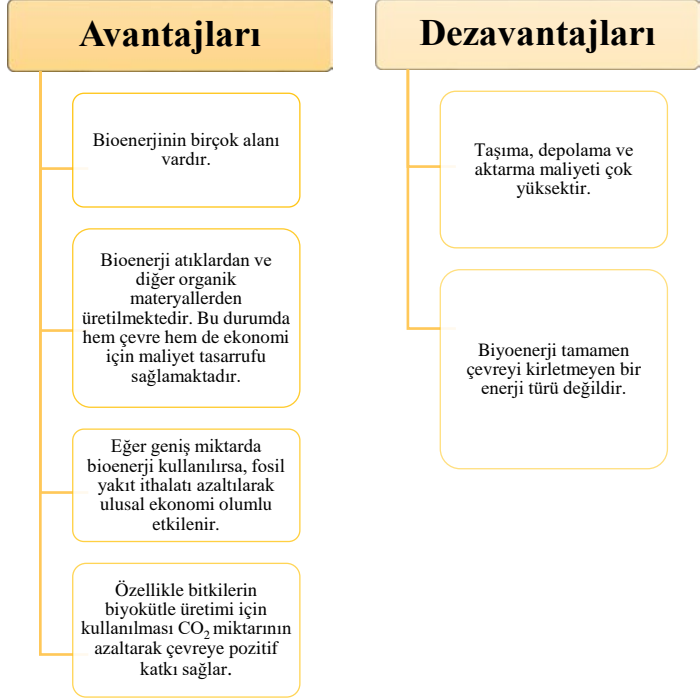 Avantajları
Bioenerjinin birçok alanı
vardır.
Bioenerji atıklardan ve
diğer organik
materyallerden
üretilmektedir. Bu durumda
hem çevre hem de ekonomi
için maliyet tasarrufu
sağlamaktadır.
Eğer geniş miktarda
bioenerji kullanılırsa, fosil
yakıt ithalatı azaltılarak
ulusal ekonomi olumlu
etkilenir.
Özellikle bitkilerin
biyokütle üretimi için
kullanılması CO₂ miktarının
azaltarak çevreye pozitif
katkı sağlar.
Dezavantajları
Taşıma, depolama ve
aktarma maliyeti çok
yüksektir.
Biyoenerji tamamen
çevreyi kirletmeyen bir
enerji türü değildir.